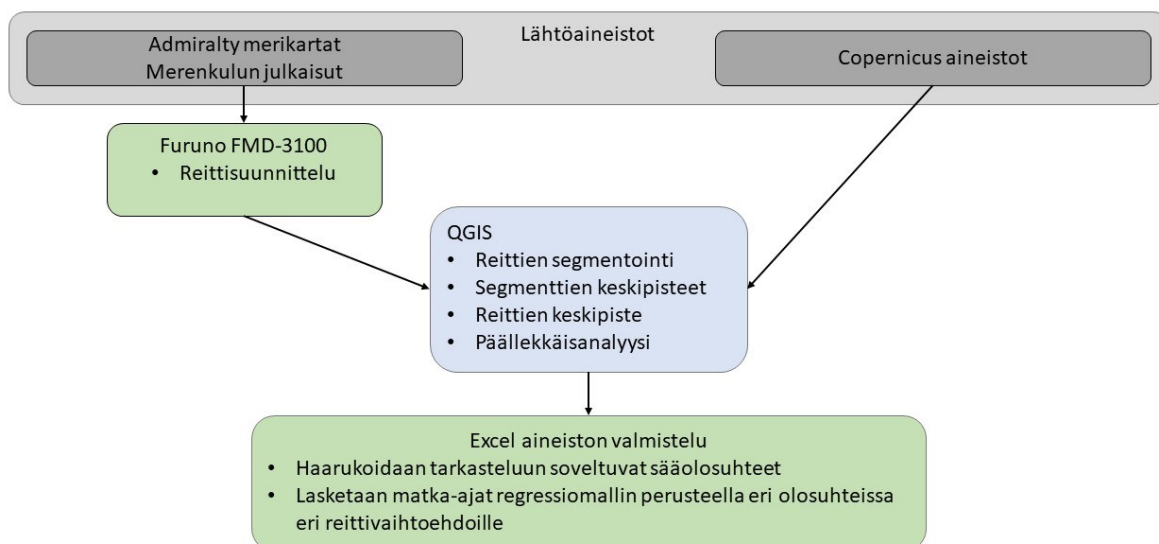 Lähtöaineistot
Admiralty merikartat
Merenkulun julkaisut
Copernicus aineistot
Furuno FMD-3100
• Reittisuunnittelu
QGIS
• Reittien segmentointi
• Segmenttien keskipisteet
• Reittien keskipiste
• Päällekkäisanalyysi
Excel aineiston valmistelu
• Haarukoidaan tarkasteluun soveltuvat sääolosuhteet
• Lasketaan matka-ajat regressiomallin perusteella eri olosuhteissa
eri reittivaihtoehdoille